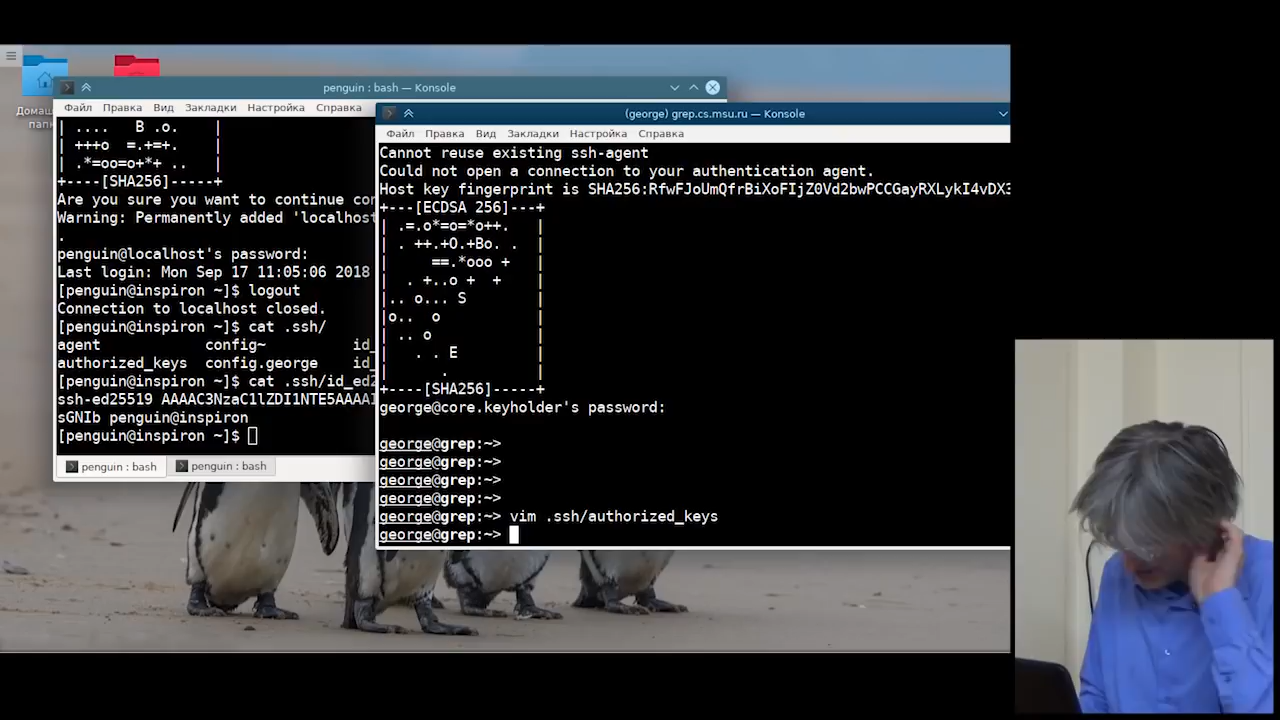 Домаш
папк
penguin : bash — Konsole
Файл Правка Вид Закладки Настройка Справка
| .... B .o. |
| +++o =.+=+. |
| .*=oo=o+*+ .. |
+----[SHA256]-----+
Are you sure you want to continue con
Warning: Permanently added 'localhost
.
penguin@localhost's password:
Last login: Mon Sep 17 11:05:06 2018
[penguin@inspiron ~]$ logout
Connection to localhost closed.
[penguin@inspiron ~]$ cat .ssh/
agent config~ id_
authorized_keys config.george id_
[penguin@inspiron ~]$ cat .ssh/id_ed2
ssh-ed25519 AAAAC3NzaC1lZDI1NTE5AAAAI
sGNIb penguin@inspiron
[penguin@inspiron ~]$
penguin : bash penguin : bash
(george) grep.cs.msu.ru — Konsole
Файл Правка Вид Закладки Настройка Справка
Cannot reuse existing ssh-agent
Could not open a connection to your authentication agent.
Host key fingerprint is SHA256:RfwFJoUmQfrBiXoFIjZ0Vd2bwPCCGayRXLykI4vDX3
+---[ECDSA 256]---+
| .=.o*=o=*o++. |
| . ++.+O.+Bo. . |
| ==.*ooo + |
| . +..o + + |
|.. o... S |
|o.. o |
| .. o |
| . . E |
| . |
+----[SHA256]-----+
george@core.keyholder's password:
george@grep:~>
george@grep:~>
george@grep:~>
george@grep:~>
george@grep:~> vim .ssh/authorized_keys
george@grep:~>